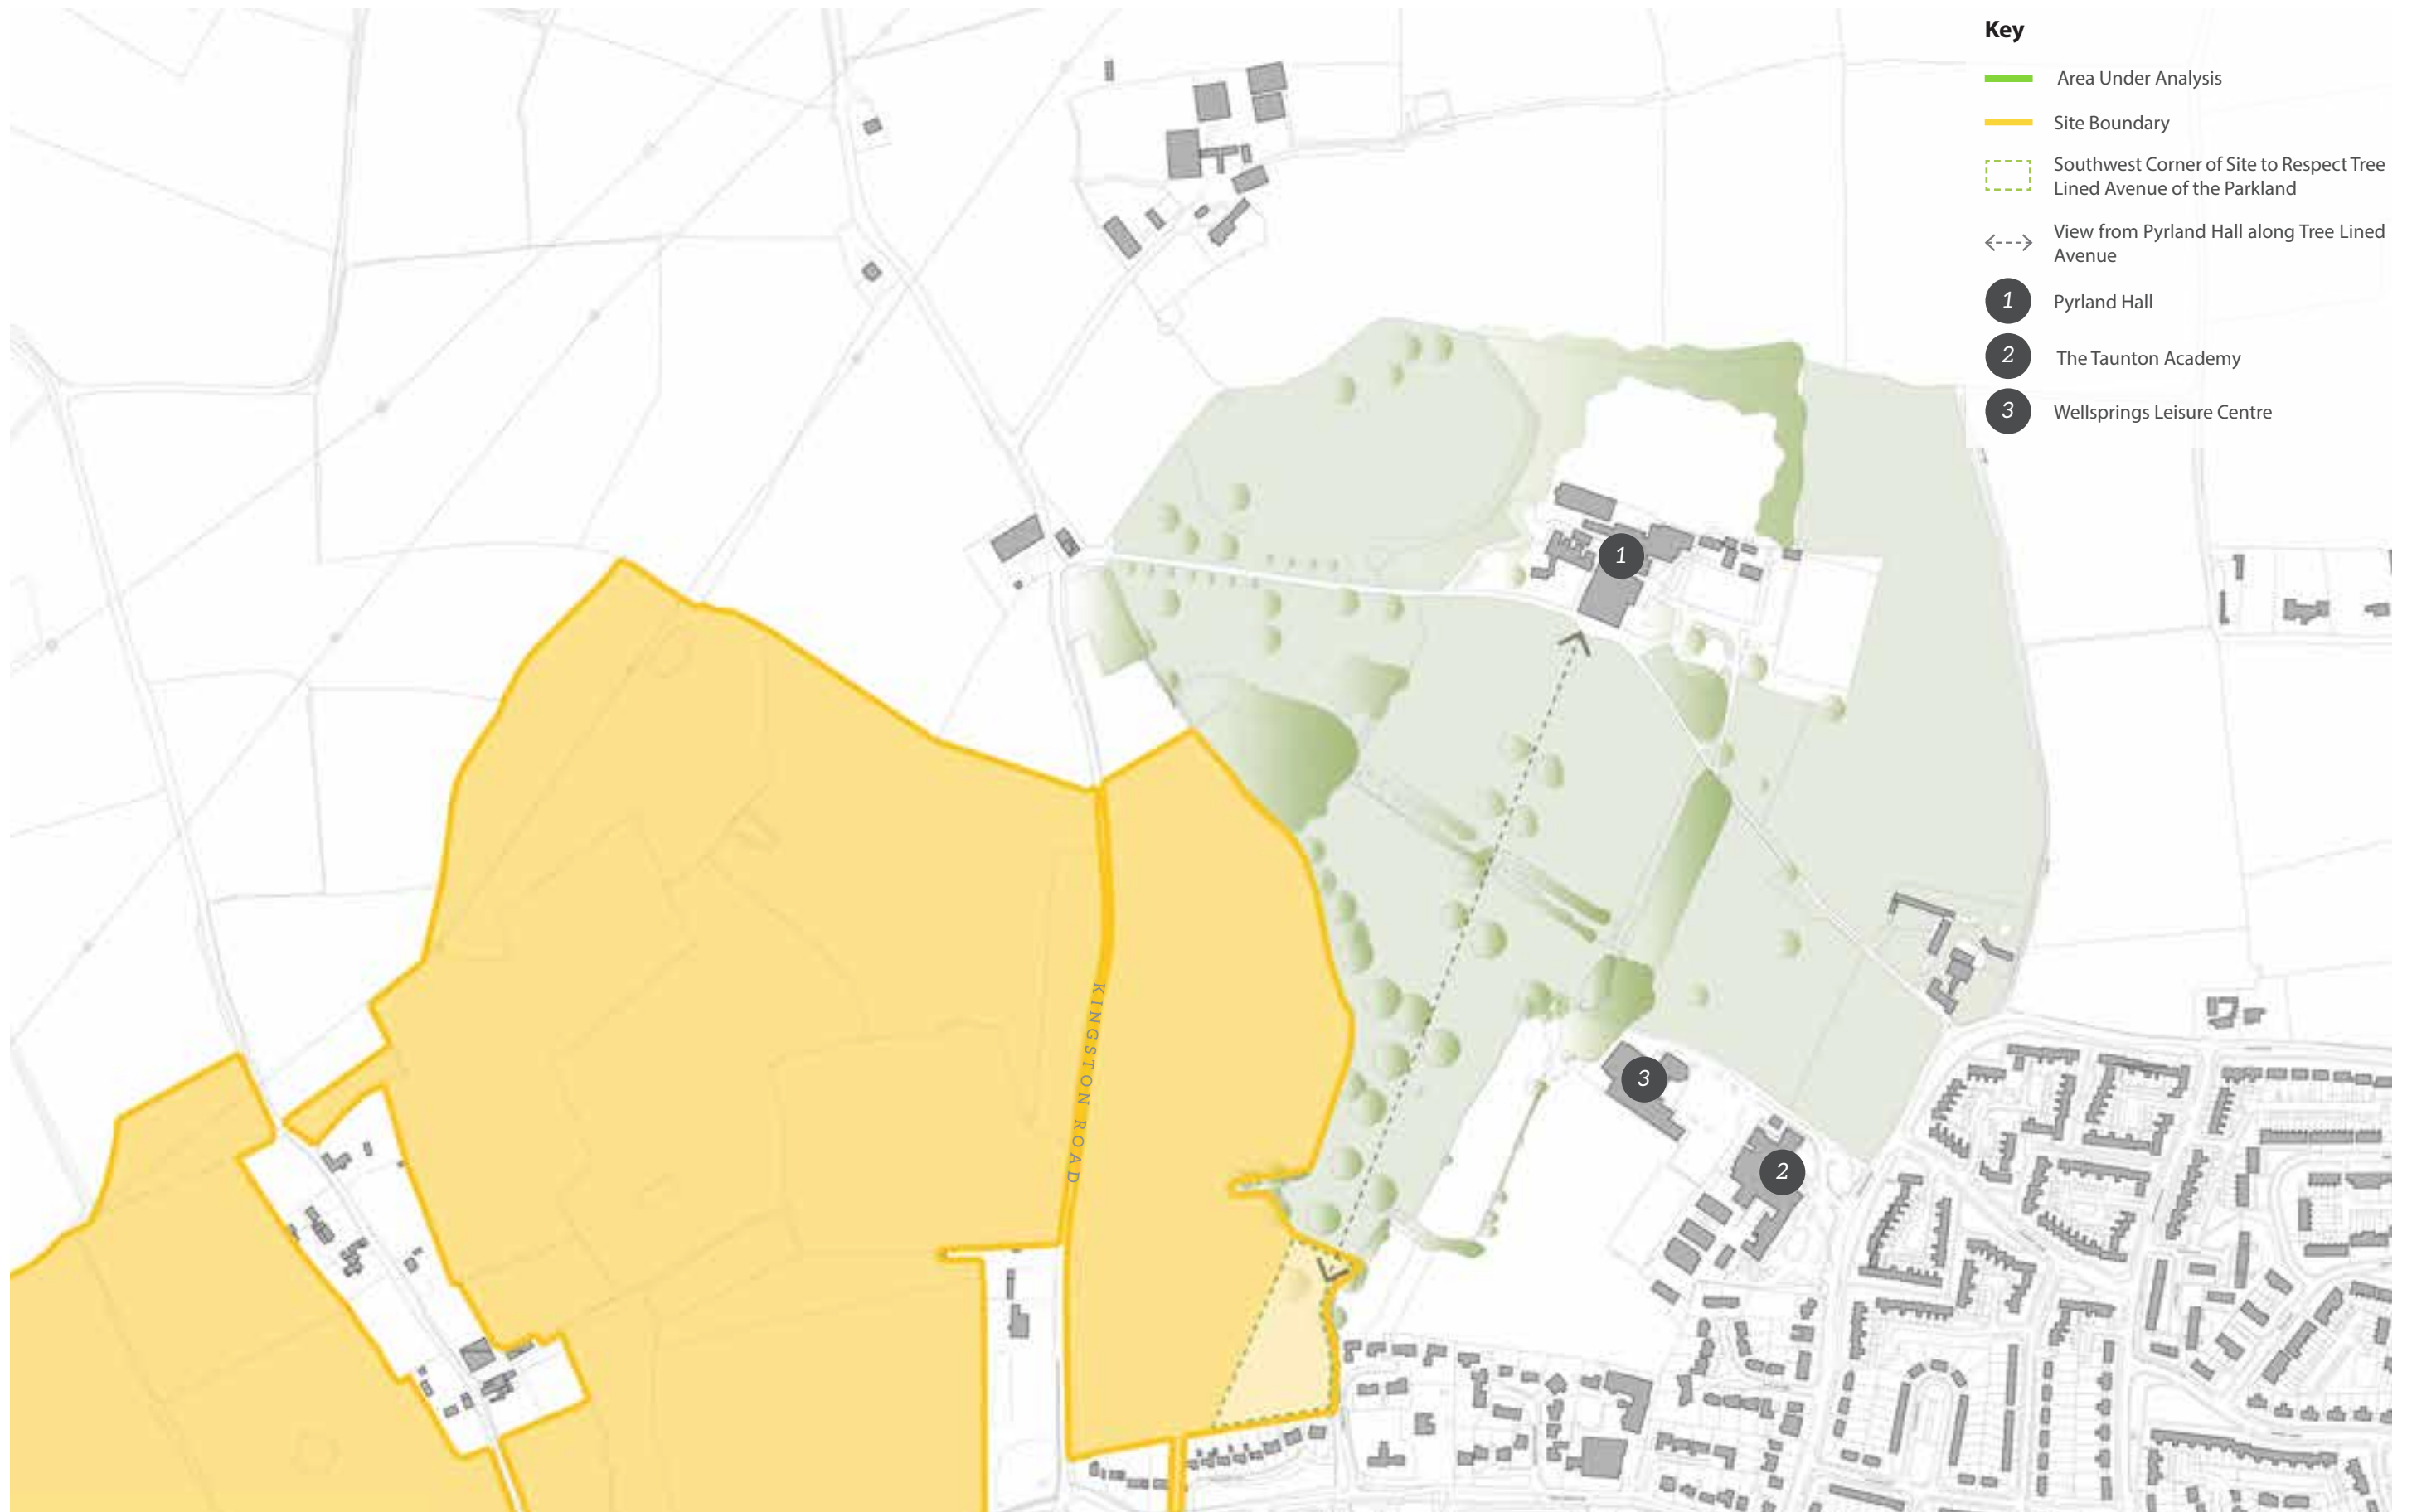 Key
Area Under Analysis
Site Boundary
Southwest Corner of Site to Respect Tree
Lined Avenue of the Parkland
View from Pyrland Hall along Tree Lined
Avenue
1 Pyrland Hall
2 The Taunton Academy
3 Wellsprings Leisure Centre
1
KINGSTON ROAD
3
2